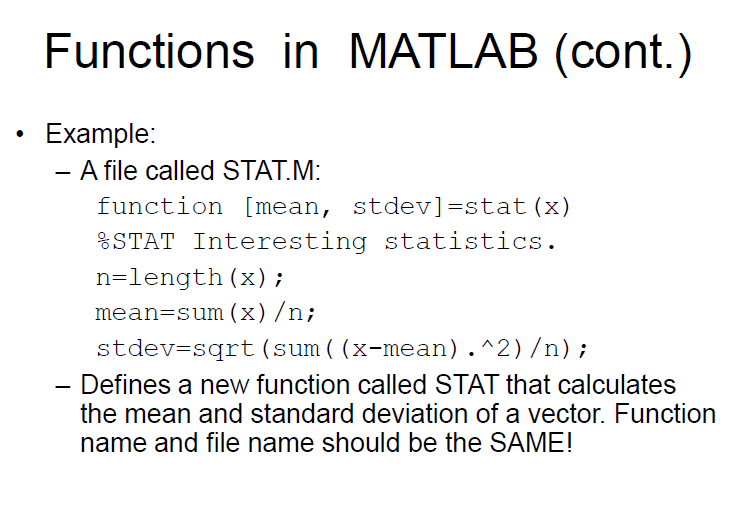 Functions in MATLAB (cont.)
• Example:
– A file called STAT.M:
function [mean, stdev]=stat(x)
%STAT Interesting statistics.
n=length(x);
mean=sum(x)/n;
stdev=sqrt(sum((x-mean).^2)/n);
– Defines a new function called STAT that calculates
the mean and standard deviation of a vector. Function
name and file name should be the SAME!